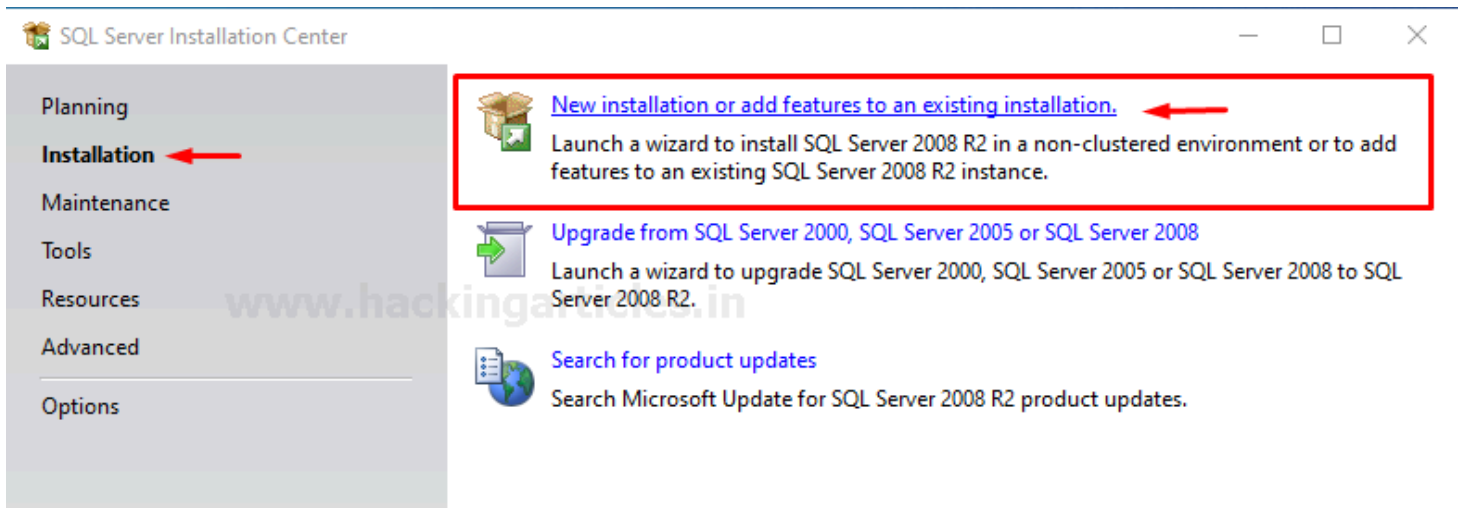 SQL Server Installation Center
Planning
Installation
Maintenance
Tools
Resources
Advanced
Options
New installation or add features to an existing installation.
Launch a wizard to install SQL Server 2008 R2 in a non-clustered environment or to add
features to an existing SQL Server 2008 R2 instance.
Upgrade from SQL Server 2000, SQL Server 2005 or SQL Server 2008
Launch a wizard to upgrade SQL Server 2000, SQL Server 2005 or SQL Server 2008 to SQL
Server 2008 R2.
Search for product updates
Search Microsoft Update for SQL Server 2008 R2 product updates.
www.hackingarticles.in